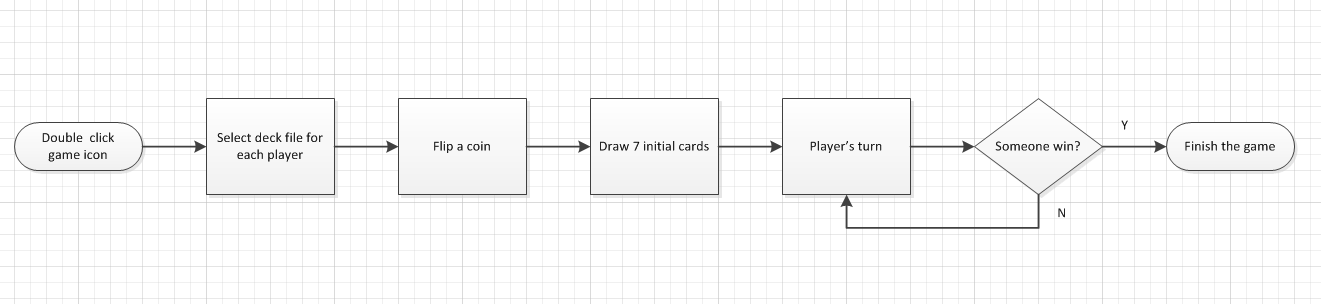 Double  click
game icon
Select deck file for
each player
Flip a coin
Draw 7 initial cards
Player’s turn
Someone win?
Y
N
Finish the game